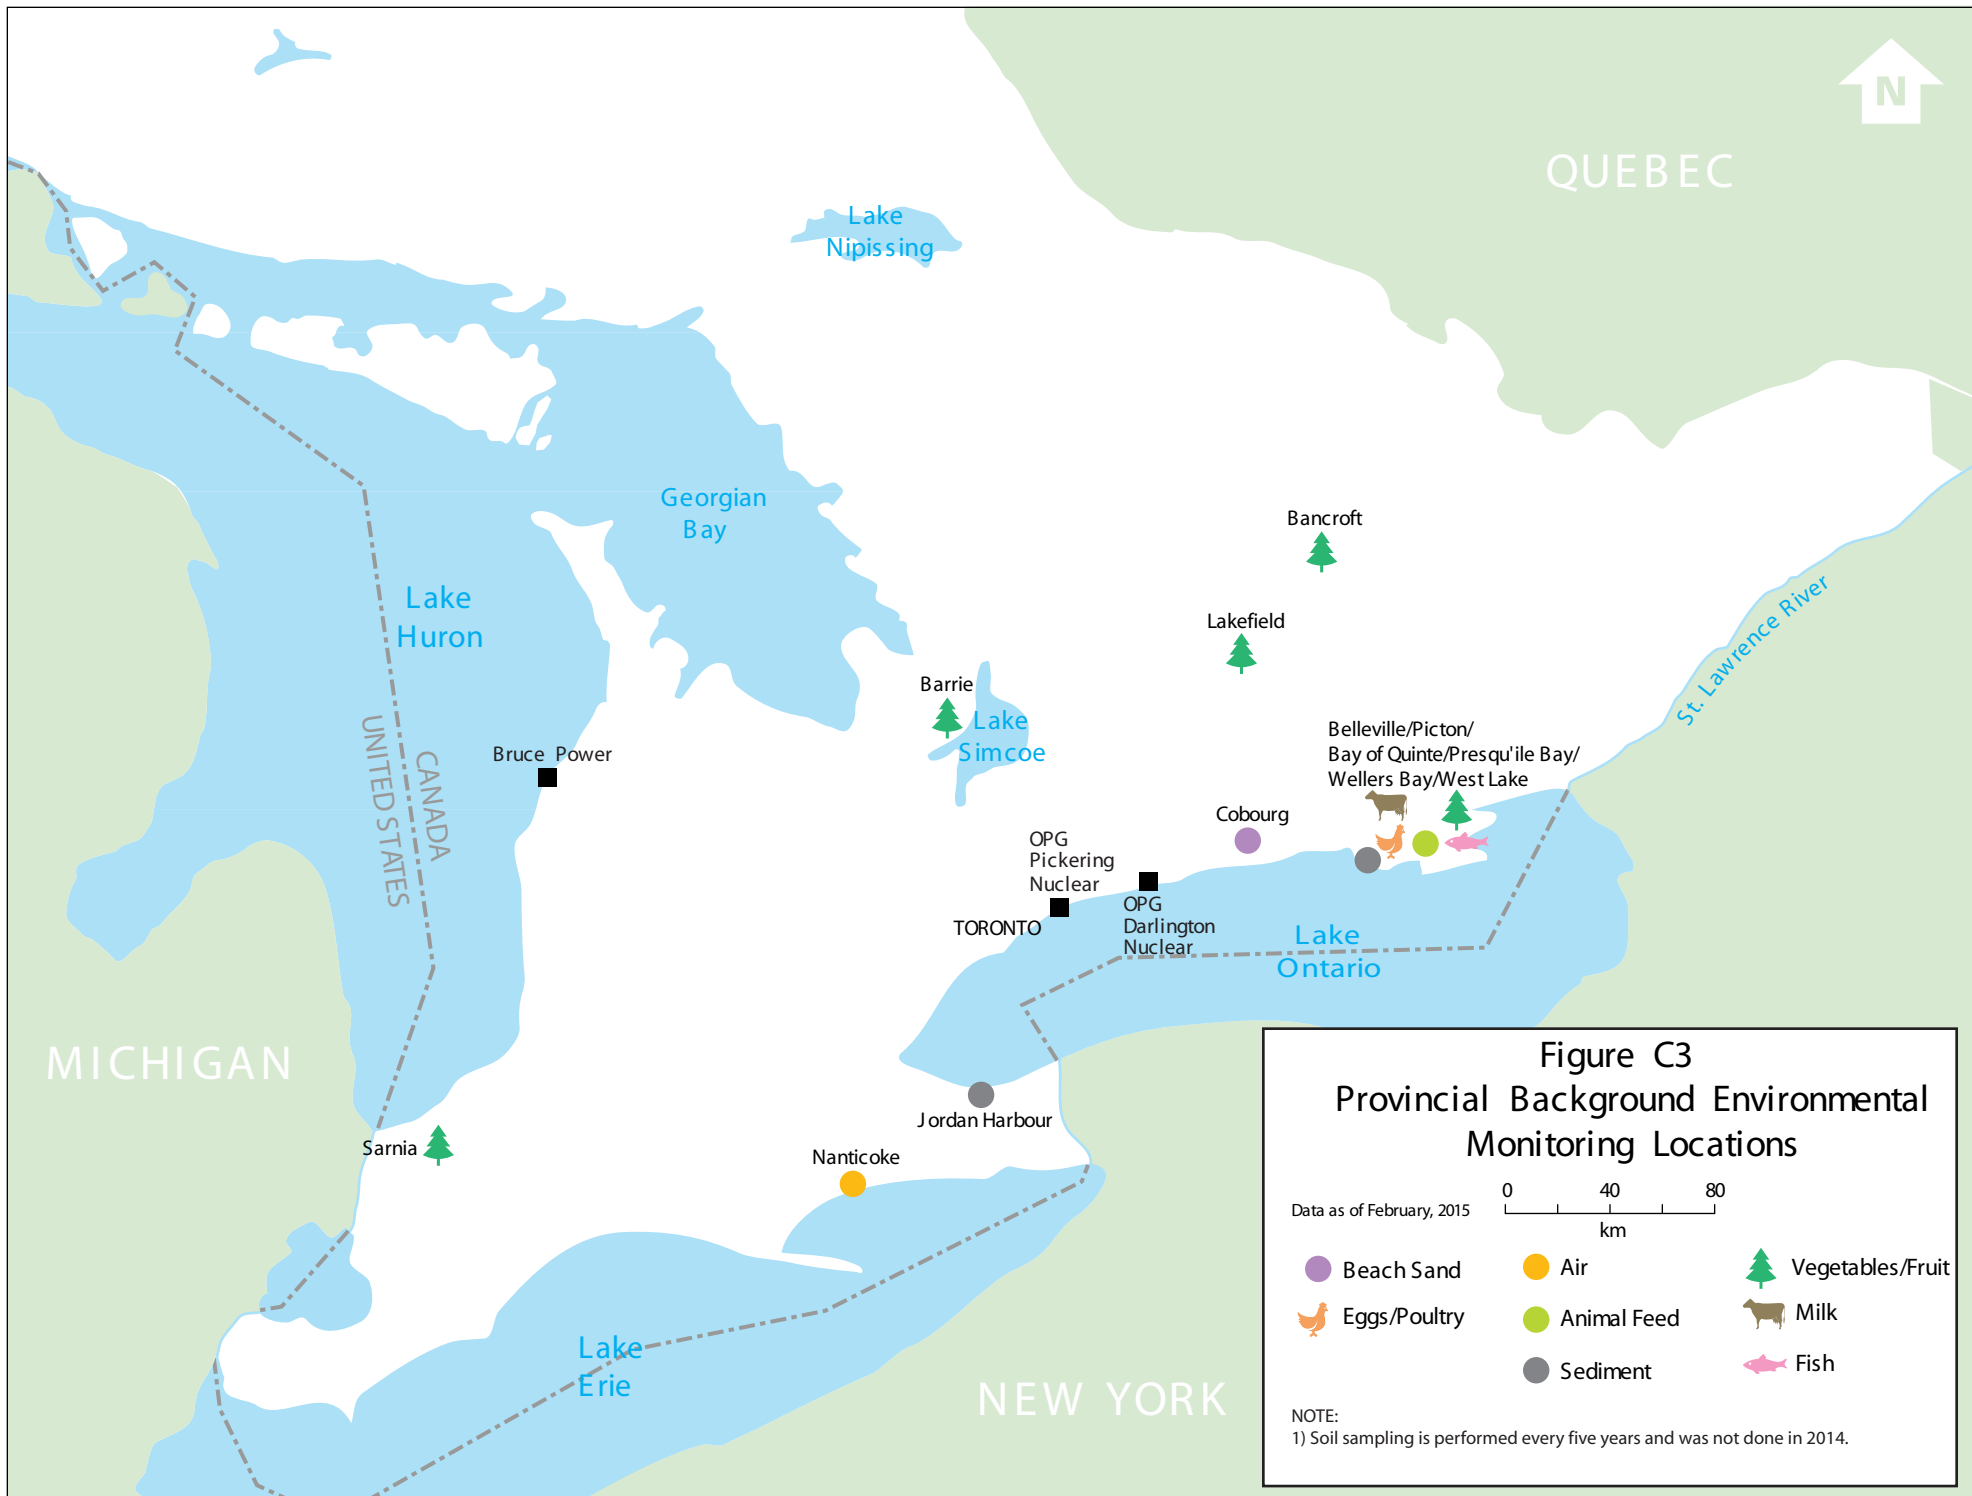 N
QUEBEC
Lake
Nipissing
Georgian
Bay
Bancroft
Lake
Huron
Lakefield
St. Lawrence River
Barrie
Lake
Simcoe
Bruce Power
CANADA
UNITED STATES
Belleville/Picton/
Bay of Quinte/Presqu'ile Bay/
Wellers Bay/West Lake
Cobourg
OPG
Pickering
Nuclear
TORONTO
OPG
Darlington
Nuclear
Lake
Ontario
MICHIGAN
Jordan Harbour
Sarnia
Nanticoke
Lake
Erie
NEW YORK
Figure C3
Provincial Background Environmental
Monitoring Locations
0 40 80
Data as of February, 2015
km
Beach Sand
Air
Vegetables/Fruit
Eggs/Poultry
Animal Feed
Milk
Sediment
Fish
NOTE:
1) Soil sampling is performed every five years and was not done in 2014.